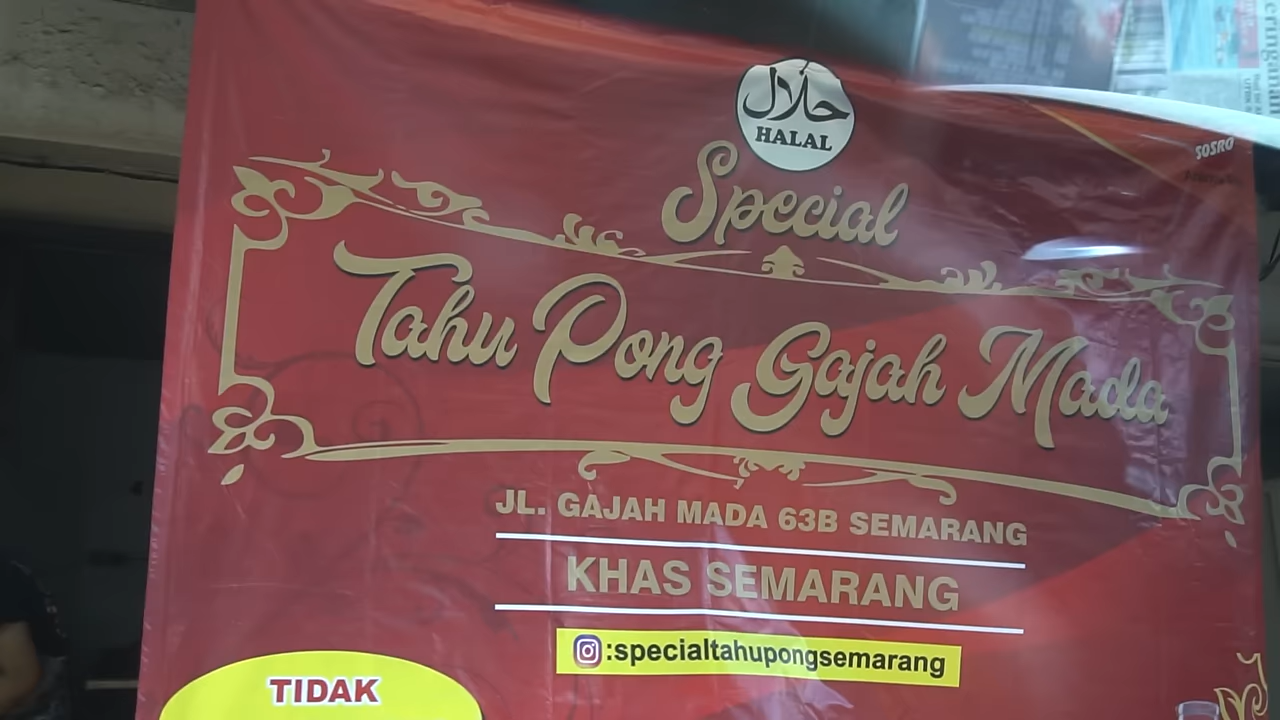 حلال
HALAL
SOSRO
Special
Tahu Pong Gajah Mada
JL. GAJAH MADA 63B SEMARANG
KHAS SEMARANG
:specialtahupongsemarang
TIDAK